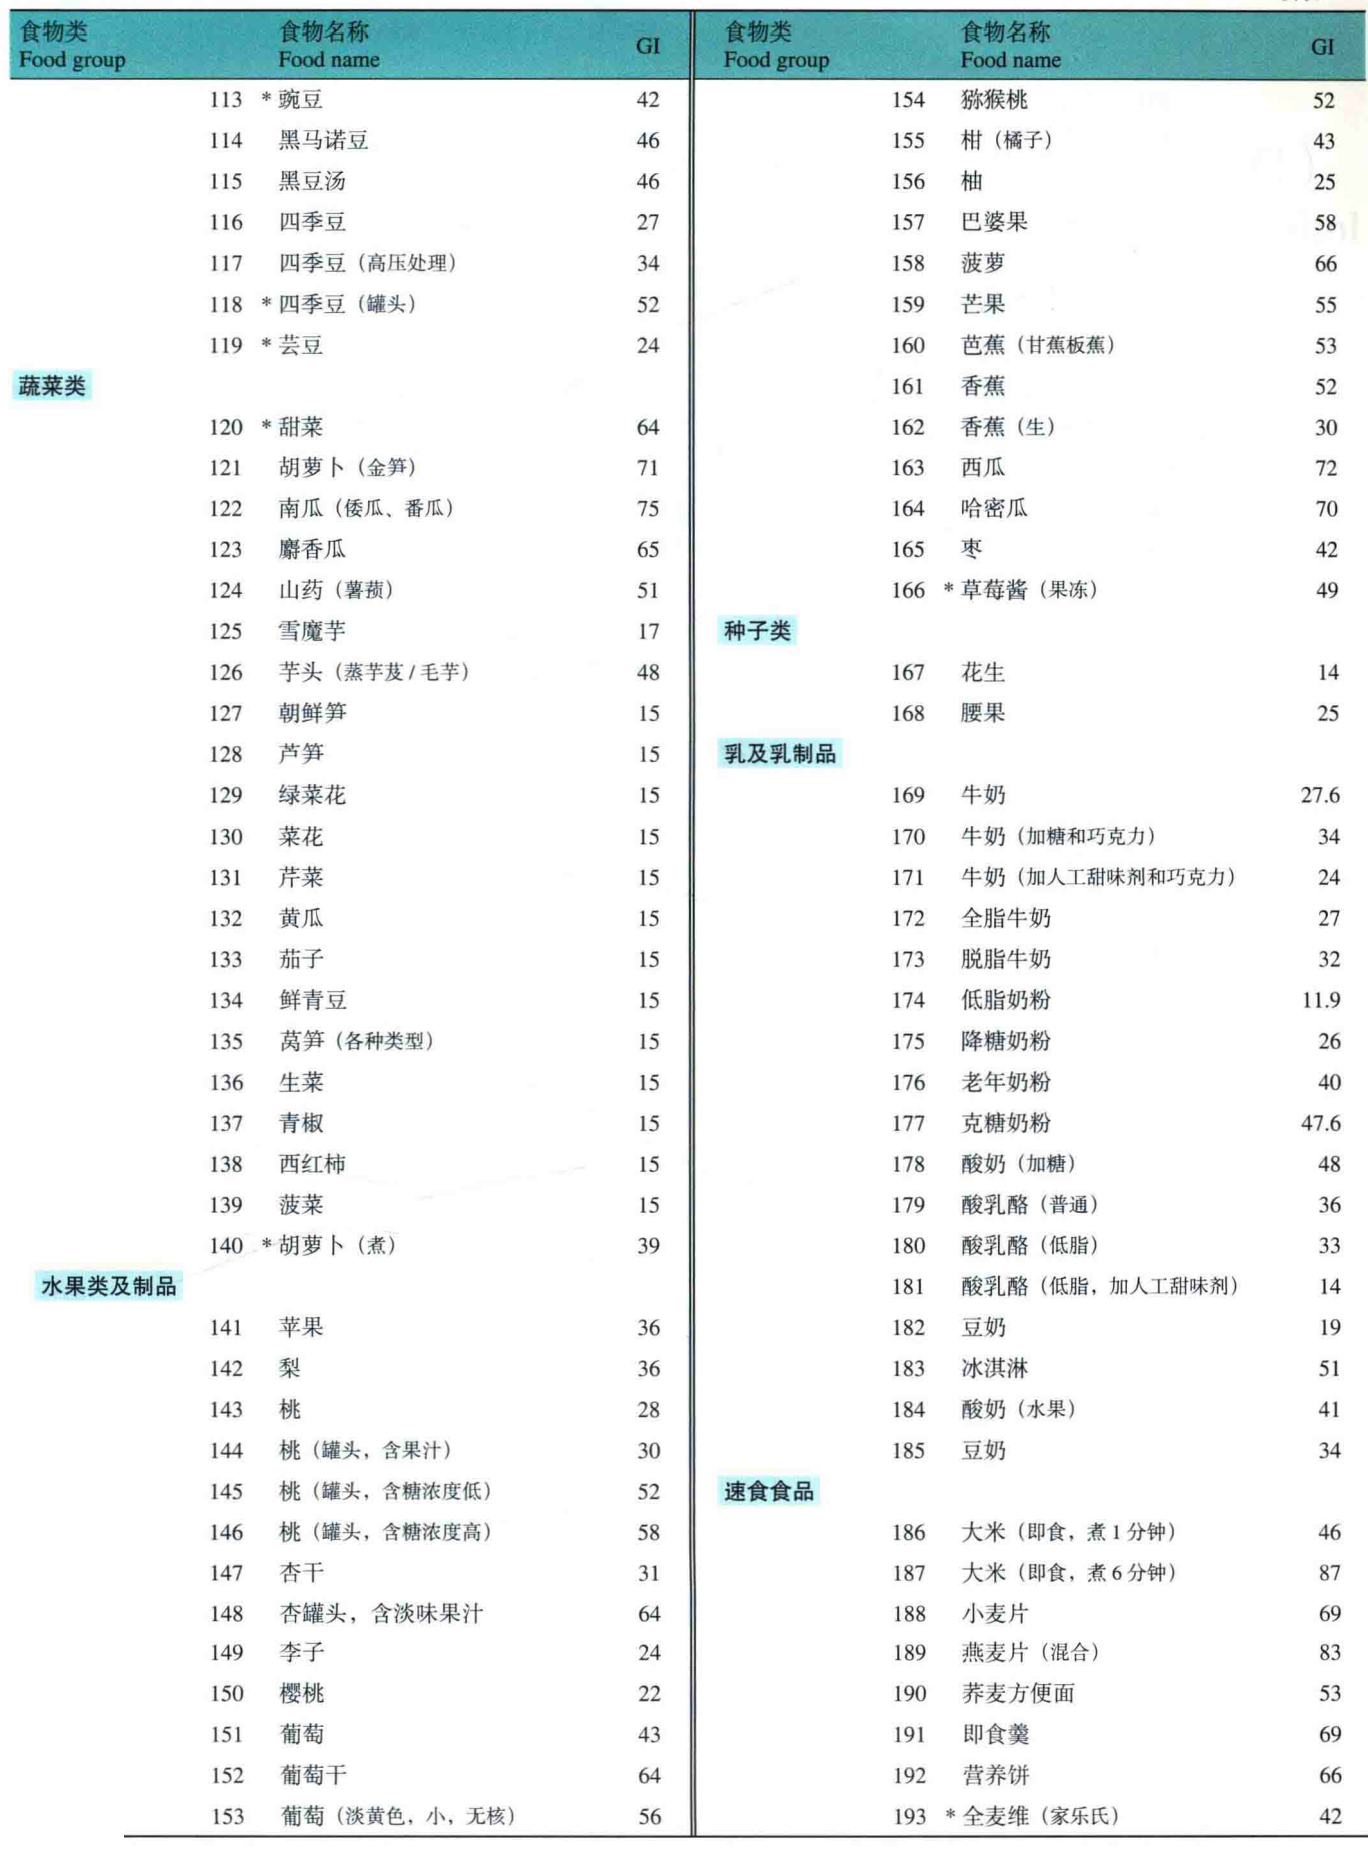 食物类 食物名称 GI
Food group Food name
113 * 豌豆 42
114 黑马诺豆 46
115 黑豆汤 46
116 四季豆 27
117 四季豆（高压处理） 34
118 * 四季豆（罐头） 52
119 * 芸豆 24
蔬菜类
120 * 甜菜 64
121 胡萝卜（金笋） 71
122 南瓜（倭瓜、番瓜） 75
123 麝香瓜 65
124 山药（薯蓣） 51
125 雪魔芋 17
126 芋头（蒸芋芨 / 毛芋） 48
127 朝鲜笋 15
128 芦笋 15
129 绿菜花 15
130 菜花 15
131 芹菜 15
132 黄瓜 15
133 茄子 15
134 鲜青豆 15
135 莴笋（各种类型） 15
136 生菜 15
137 青椒 15
138 西红柿 15
139 菠菜 15
140 * 胡萝卜（煮） 39
水果类及制品
141 苹果 36
142 梨 36
143 桃 28
144 桃（罐头，含果汁） 30
145 桃（罐头，含糖浓度低） 52
146 桃（罐头，含糖浓度高） 58
147 杏干 31
148 杏罐头，含淡味果汁 64
149 李子 24
150 樱桃 22
151 葡萄 43
152 葡萄干 64
153 葡萄（淡黄色，小，无核） 56
食物类 食物名称 GI
Food group Food name
154 猕猴桃 52
155 柑（橘子） 43
156 柚 25
157 巴婆果 58
158 菠萝 66
159 芒果 55
160 芭蕉（甘蕉板蕉） 53
161 香蕉 52
162 香蕉（生） 30
163 西瓜 72
164 哈密瓜 70
165 枣 42
166 * 草莓酱（果冻） 49
种子类
167 花生 14
168 腰果 25
乳及乳制品
169 牛奶 27.6
170 牛奶（加糖和巧克力） 34
171 牛奶（加人工甜味剂和巧克力） 24
172 全脂牛奶 27
173 脱脂牛奶 32
174 低脂奶粉 11.9
175 降糖奶粉 26
176 老年奶粉 40
177 克糖奶粉 47.6
178 酸奶（加糖） 48
179 酸乳酪（普通） 36
180 酸乳酪（低脂） 33
181 酸乳酪（低脂，加人工甜味剂） 14
182 豆奶 19
183 冰淇淋 51
184 酸奶（水果） 41
185 豆奶 34
速食食品
186 大米（即食，煮 1 分钟） 46
187 大米（即食，煮 6 分钟） 87
188 小麦片 69
189 燕麦片（混合） 83
190 荞麦方便面 53
191 即食羹 69
192 营养饼 66
193 * 全麦维（家乐氏） 42